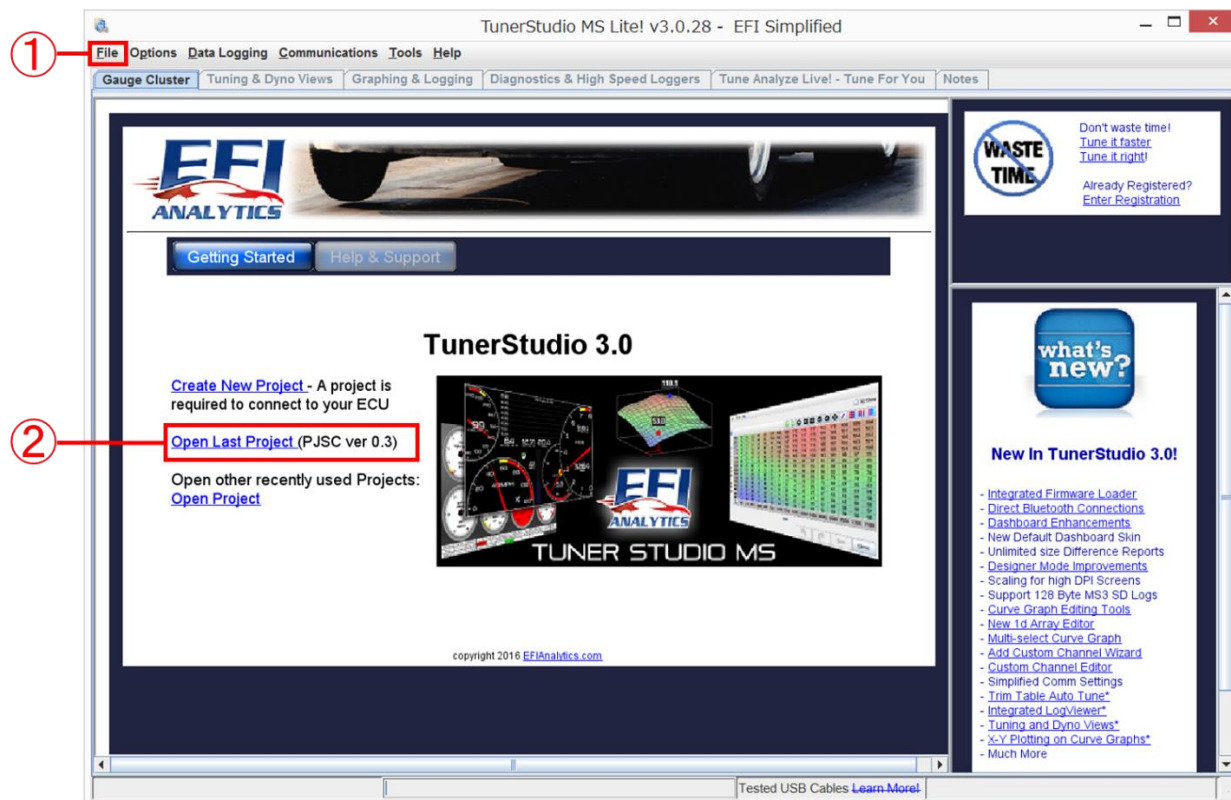 TunerStudio MS Lite! v3.0.28 - EFI Simplified
①
File Options Data Logging Communications Tools Help
Gauge Cluster Tuning & Dyno Views Graphing & Logging Diagnostics & High Speed Loggers Tune Analyze Live! - Tune For You Notes
EFI
ANALYTICS
Getting Started Help & Support
TunerStudio 3.0
Create New Project - A project is
required to connect to your ECU
②
Open Last Project (PJSC ver 0.3)
Open other recently used Projects:
Open Project
EFI
ANALYTICS
TUNER STUDIO MS
copyright 2016 EFIAnalytics.com
WASTE
TIME
Don't waste time!
Tune it faster
Tune it right!
Already Registered?
Enter Registration
what's
new?
New In TunerStudio 3.0!
- Integrated Firmware Loader
- Direct Bluetooth Connections
- Dashboard Enhancements
- New Default Dashboard Skin
- Unlimited size Difference Reports
- Designer Mode Improvements
- Scaling for high DPI Screens
- Support 128 Byte MS3 SD Logs
- Curve Graph Editing Tools
- New 1d Array Editor
- Multi-select Curve Graph
- Add Custom Channel Wizard
- Custom Channel Editor
- Simplified Comm Settings
- Trim Table Auto Tune*
- Integrated LogViewer*
- Tuning and Dyno Views*
- X-Y Plotting on Curve Graphs*
- Much More
Tested USB Cables Learn More!